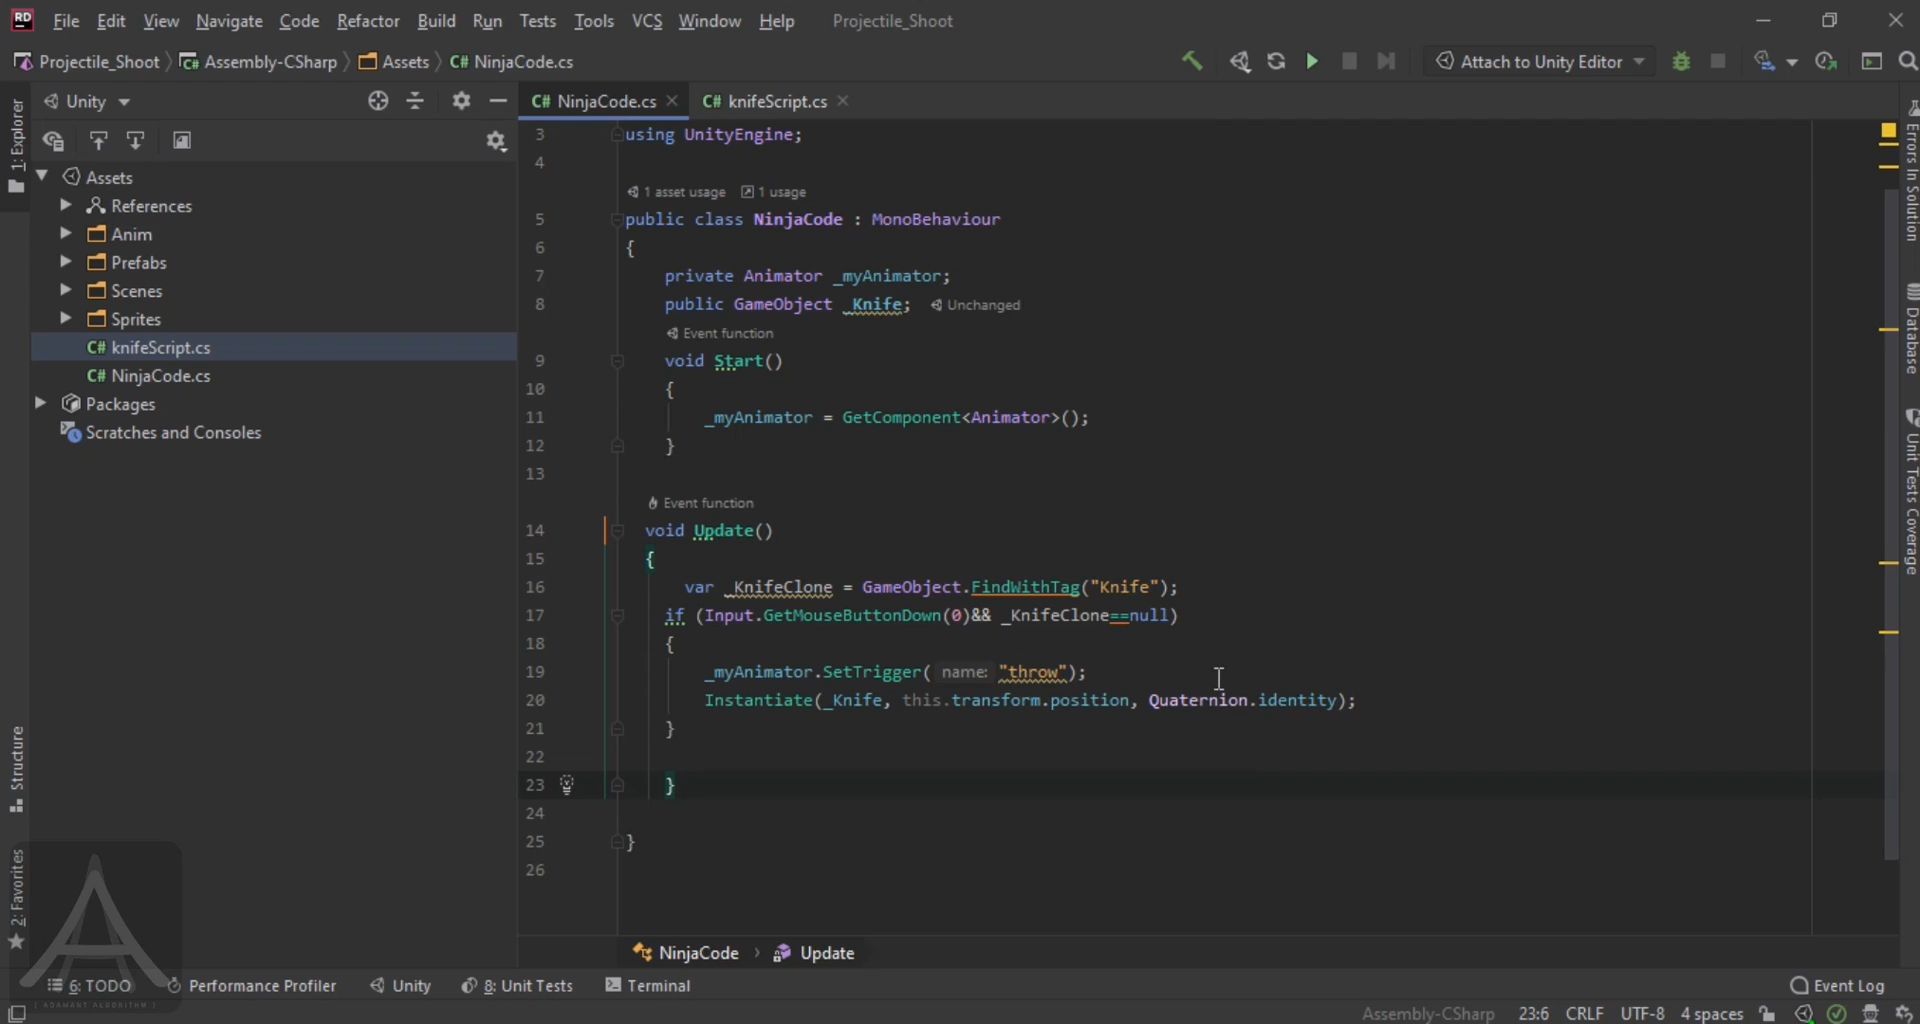 RD File Edit View Navigate Code Refactor Build Run Tests Tools VCS Window Help Projectile_Shoot
Projectile_Shoot Assembly-CSharp Assets C# NinjaCode.cs Attach to Unity Editor
Unity
C# NinjaCode.cs C# knifeScript.cs
1: Explorer
Assets
References
Anim
Prefabs
Scenes
Sprites
C# knifeScript.cs
C# NinjaCode.cs
Packages
Scratches and Consoles
3 using UnityEngine;
4
1 asset usage 1 usage
5 public class NinjaCode : MonoBehaviour
6 {
7 private Animator _myAnimator;
8 public GameObject _Knife; Unchanged
Event function
9 void Start()
10 {
11 _myAnimator = GetComponent<Animator>();
12 }
13
Event function
14 void Update()
15 {
16 var _KnifeClone = GameObject.FindWithTag("Knife");
17 if (Input.GetMouseButtonDown(0)&& _KnifeClone==null)
18 {
19 _myAnimator.SetTrigger( name: "throw");
20 Instantiate(_Knife, this.transform.position, Quaternion.identity);
21 }
22
23 }
24
25 }
26
Errors In Solution
Database
Unit Tests Coverage
Structure
2: Favorites
NinjaCode Update
6: TODO Performance Profiler Unity 8: Unit Tests Terminal Event Log
[ ADAMANT ALGORITHM ]
Assembly-CSharp 23:6 CRLF UTF-8 4 spaces